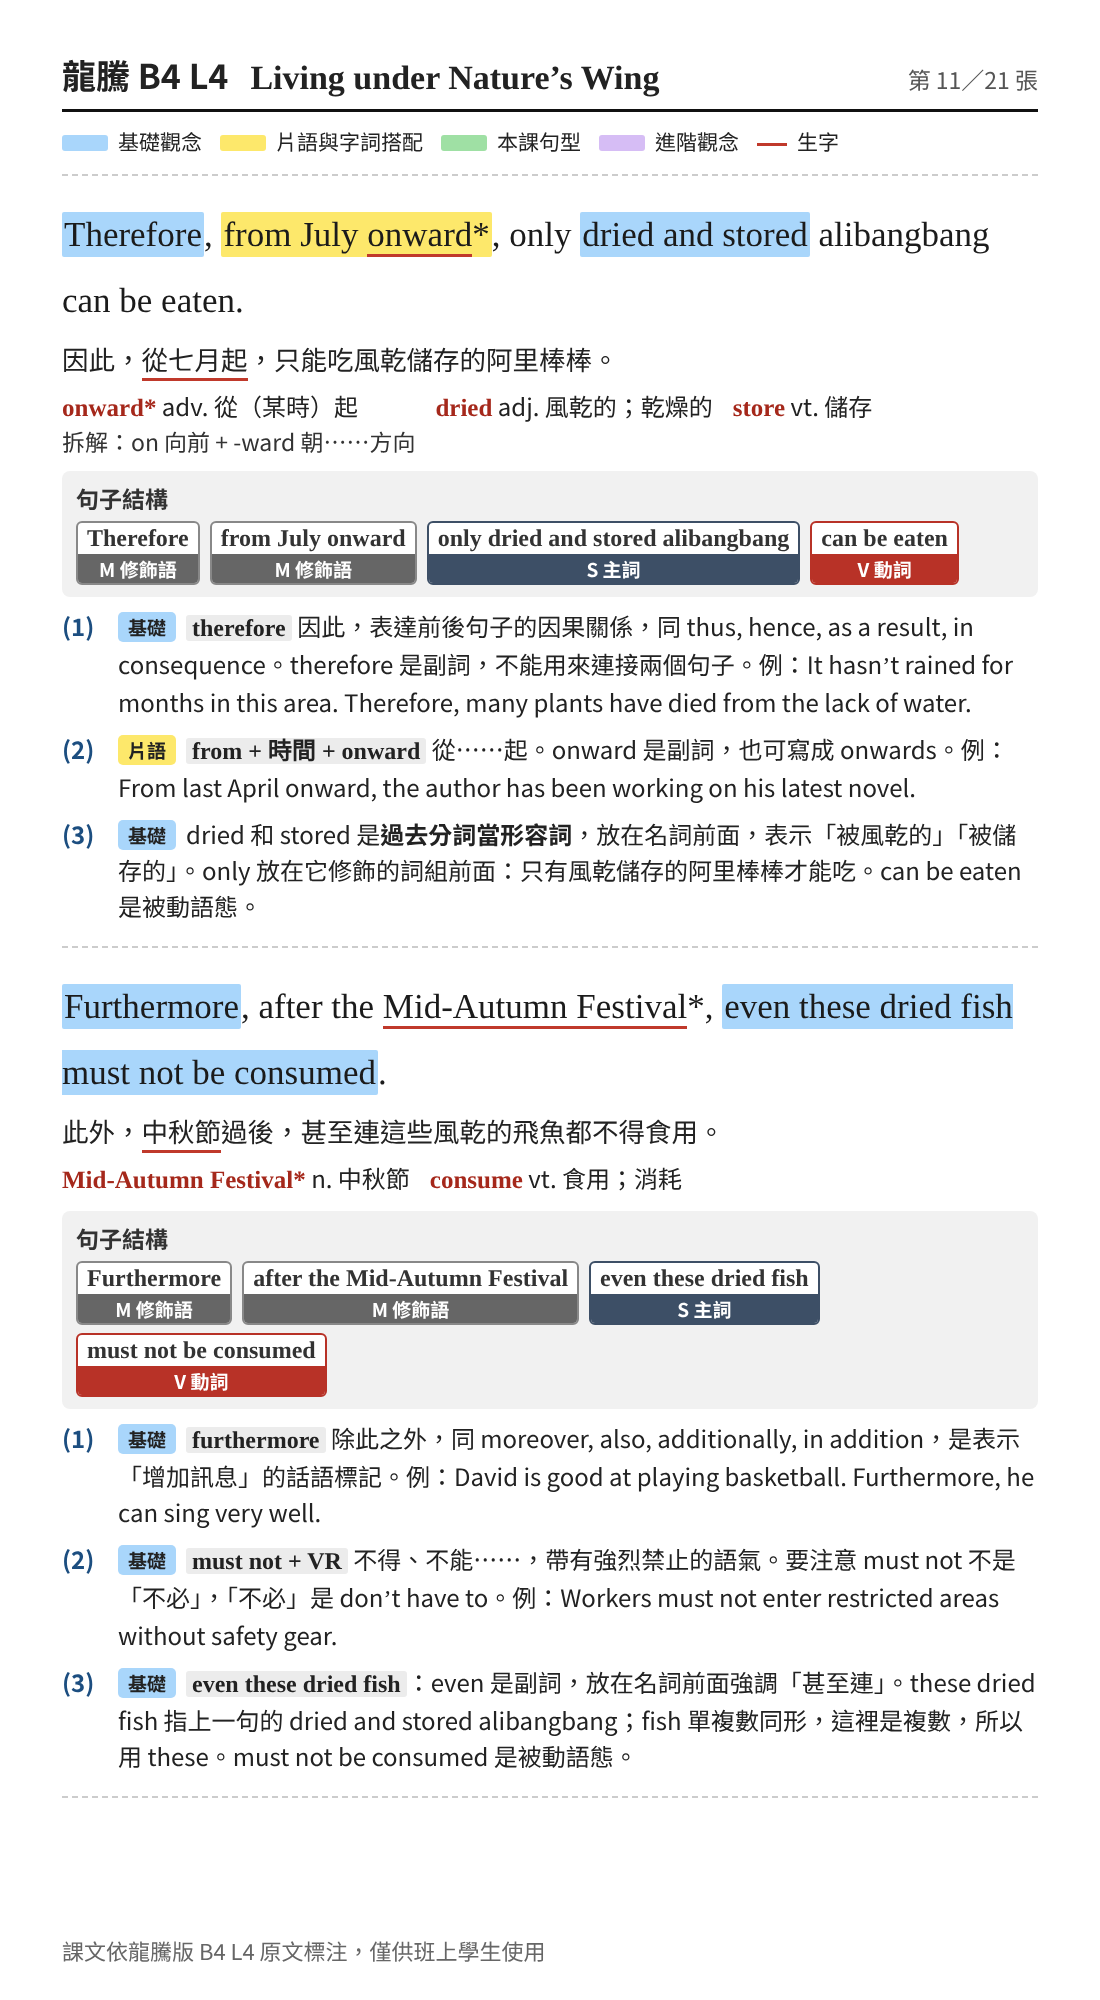 龍騰 B4 L4 Living under Nature’s Wing 第 11／21 張
基礎觀念 片語與字詞搭配 本課句型 進階觀念 生字
Therefore, from July onward*, only dried and stored alibangbang
can be eaten.
因此，從七月起，只能吃風乾儲存的阿里棒棒。
onward* adv. 從（某時）起 dried adj. 風乾的；乾燥的 store vt. 儲存
拆解：on 向前 + -ward 朝……方向
句子結構
Therefore from July onward only dried and stored alibangbang can be eaten
M 修飾語 M 修飾語 S 主詞 V 動詞
(1) 基礎 therefore 因此，表達前後句子的因果關係，同 thus, hence, as a result, in
consequence。therefore 是副詞，不能用來連接兩個句子。例：It hasn’t rained for
months in this area. Therefore, many plants have died from the lack of water.
(2) 片語 from + 時間 + onward 從……起。onward 是副詞，也可寫成 onwards。例：
From last April onward, the author has been working on his latest novel.
(3) 基礎 dried 和 stored 是過去分詞當形容詞，放在名詞前面，表示「被風乾的」「被儲
存的」。only 放在它修飾的詞組前面：只有風乾儲存的阿里棒棒才能吃。can be eaten
是被動語態。
Furthermore, after the Mid-Autumn Festival*, even these dried fish
must not be consumed.
此外，中秋節過後，甚至連這些風乾的飛魚都不得食用。
Mid-Autumn Festival* n. 中秋節 consume vt. 食用；消耗
句子結構
Furthermore after the Mid-Autumn Festival even these dried fish
M 修飾語 M 修飾語 S 主詞
must not be consumed
V 動詞
(1) 基礎 furthermore 除此之外，同 moreover, also, additionally, in addition，是表示
「增加訊息」的話語標記。例：David is good at playing basketball. Furthermore, he
can sing very well.
(2) 基礎 must not + VR 不得、不能……，帶有強烈禁止的語氣。要注意 must not 不是
「不必」，「不必」是 don’t have to。例：Workers must not enter restricted areas
without safety gear.
(3) 基礎 even these dried fish：even 是副詞，放在名詞前面強調「甚至連」。these dried
fish 指上一句的 dried and stored alibangbang；fish 單複數同形，這裡是複數，所以
用 these。must not be consumed 是被動語態。
課文依龍騰版 B4 L4 原文標注，僅供班上學生使用